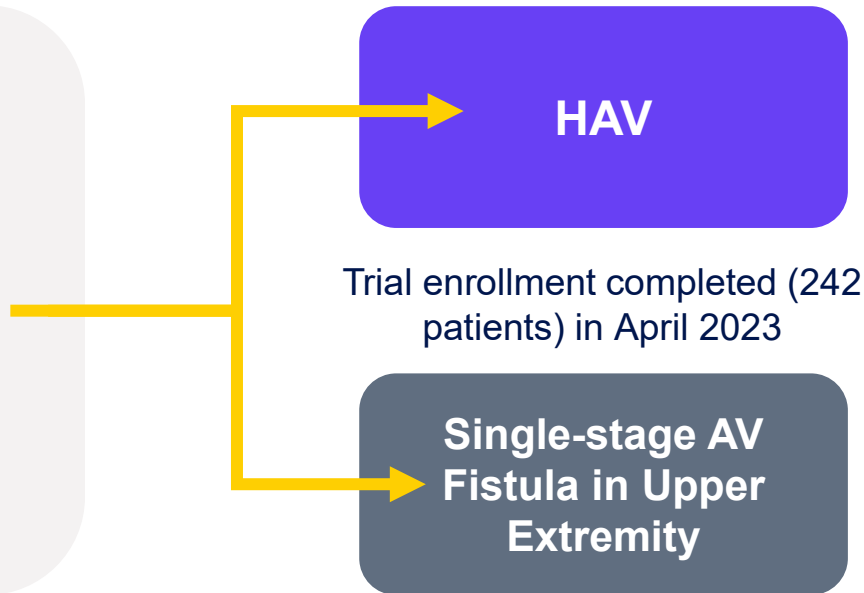 HAV
Trial enrollment completed (242
patients) in April 2023
Single-stage AV
Fistula in Upper
Extremity